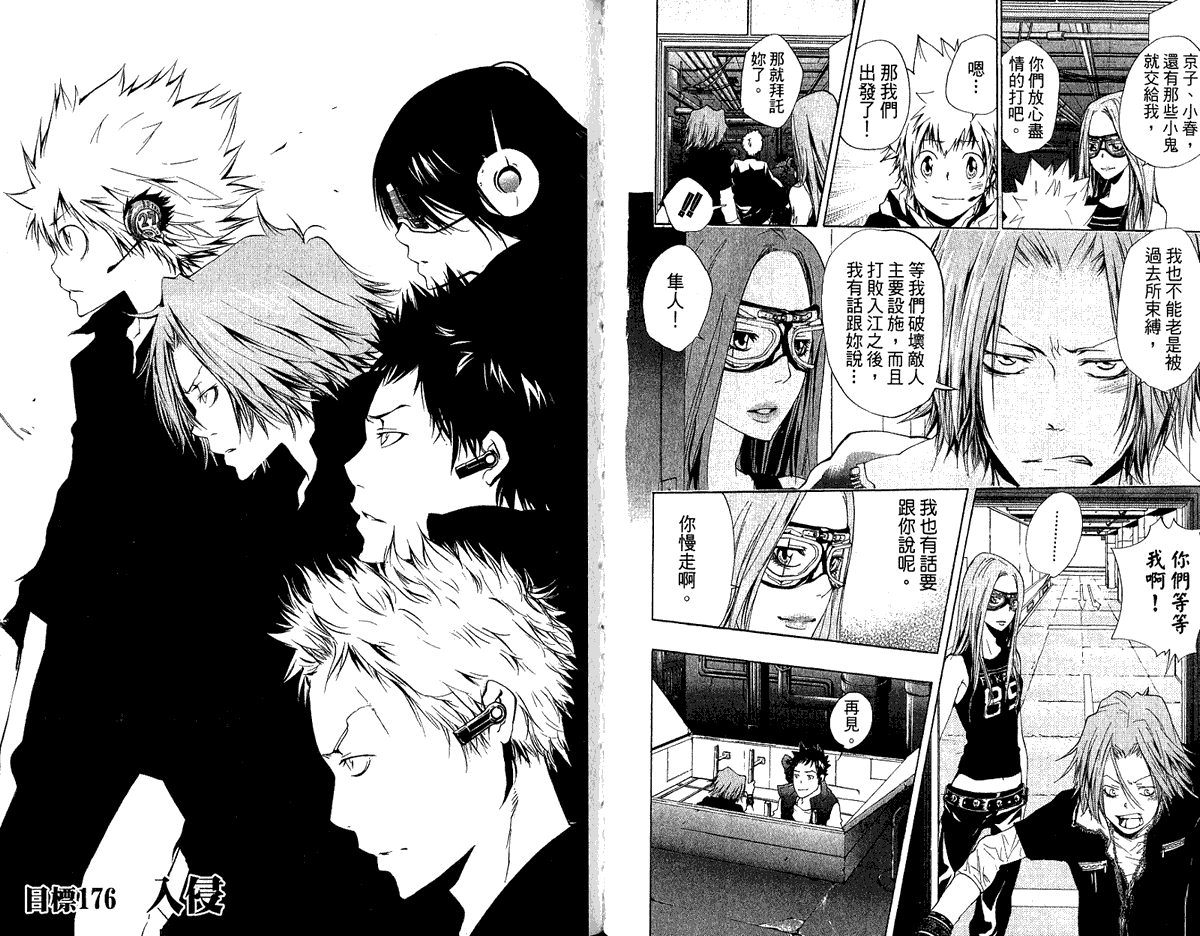 京子、小春，
還有那些小鬼
就交給我，
你們放心盡
情的打吧。
嗯…
那我們
出發了！
那就拜託
妳了。
!!!
我也不能老是被
過去所束縛，
等我們破壞敵人
主要設施，而且
打敗入江之後，
我有話跟妳說…
隼人！
你們等等
我啊！
………
89
我也有話要
跟你說呢。
你慢走啊。
再見。
27
目標176 入侵